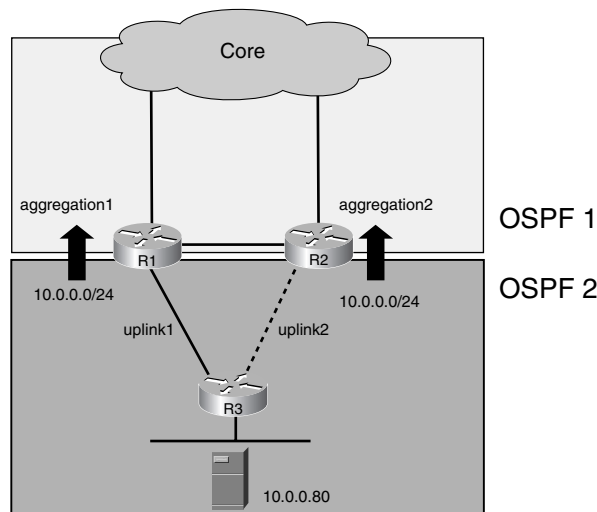 Core
aggregation1
aggregation2
R1
R2
OSPF 1
10.0.0.0/24
10.0.0.0/24
OSPF 2
uplink1
uplink2
R3
10.0.0.80